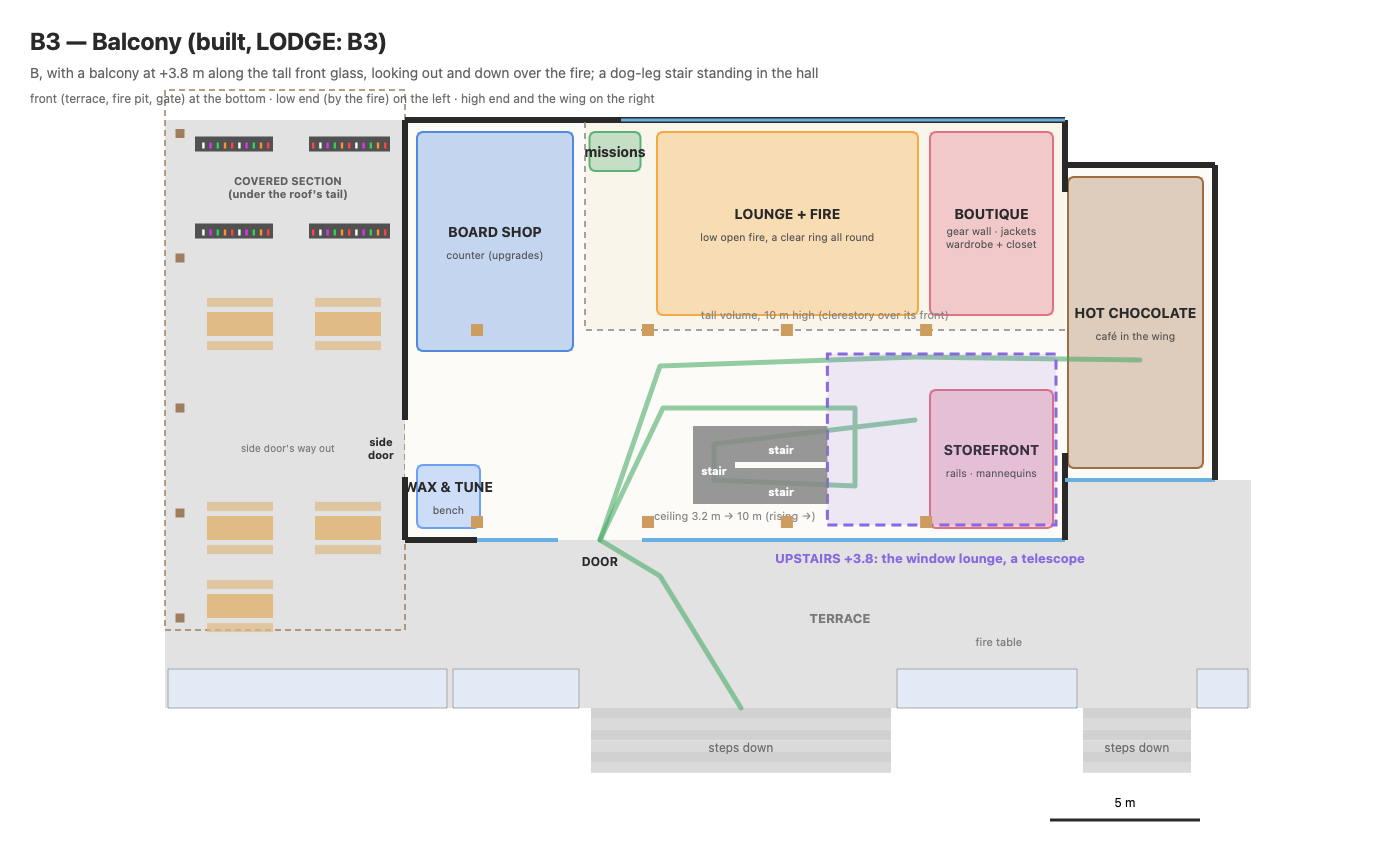 B3 — Balcony (built, LODGE: B3)
B, with a balcony at +3.8 m along the tall front glass, looking out and down over the fire; a dog-leg stair standing in the hall
front (terrace, fire pit, gate) at the bottom · low end (by the fire) on the left · high end and the wing on the right
COVERED SECTION
(under the roof's tail)
missions
BOARD SHOP
counter (upgrades)
LOUNGE + FIRE
low open fire, a clear ring all round
BOUTIQUE
gear wall · jackets
wardrobe + closet
HOT CHOCOLATE
café in the wing
tall volume, 10 m high (clerestory over its front)
side door's way out
side
door
stair
stair
stair
STOREFRONT
rails · mannequins
WAX & TUNE
bench
ceiling 3.2 m → 10 m (rising →)
DOOR
UPSTAIRS +3.8: the window lounge, a telescope
TERRACE
fire table
steps down
steps down
5 m